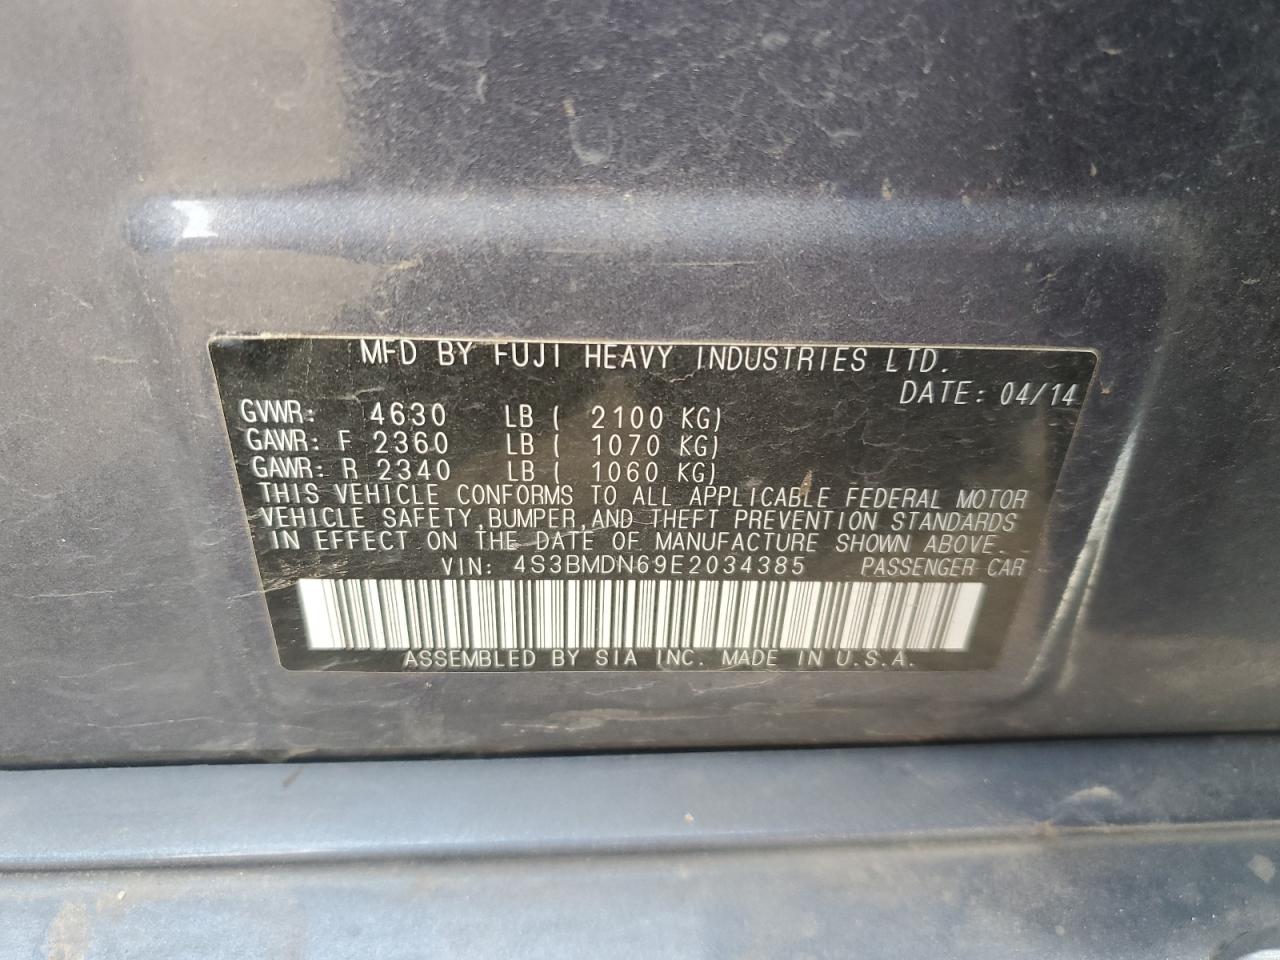 MFD BY FUJI HEAVY INDUSTRIES LTD.
DATE: 04/14
GVWR: 4630 LB ( 2100 KG)
GAWR: F 2360 LB ( 1070 KG)
GAWR: R 2340 LB ( 1060 KG)
THIS VEHICLE CONFORMS TO ALL APPLICABLE FEDERAL MOTOR
VEHICLE SAFETY,BUMPER,AND THEFT PREVENTION STANDARDS
IN EFFECT ON THE DATE OF MANUFACTURE SHOWN ABOVE.
VIN: 4S3BMDN69E2034385 PASSENGER CAR
ASSEMBLED BY SIA INC. MADE IN U.S.A.